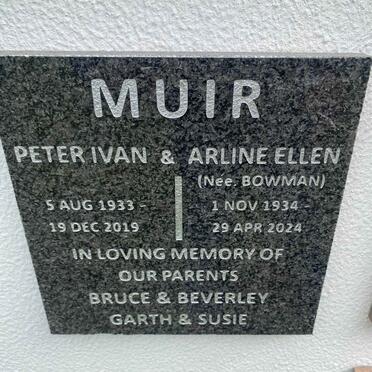 MUIR
PETER IVAN & ARLINE ELLEN
(Nee. BOWMAN)
5 AUG 1933 - 1 NOV 1934 -
19 DEC 2019 29 APR 2024
IN LOVING MEMORY OF
OUR PARENTS
BRUCE & BEVERLEY
GARTH & SUSIE